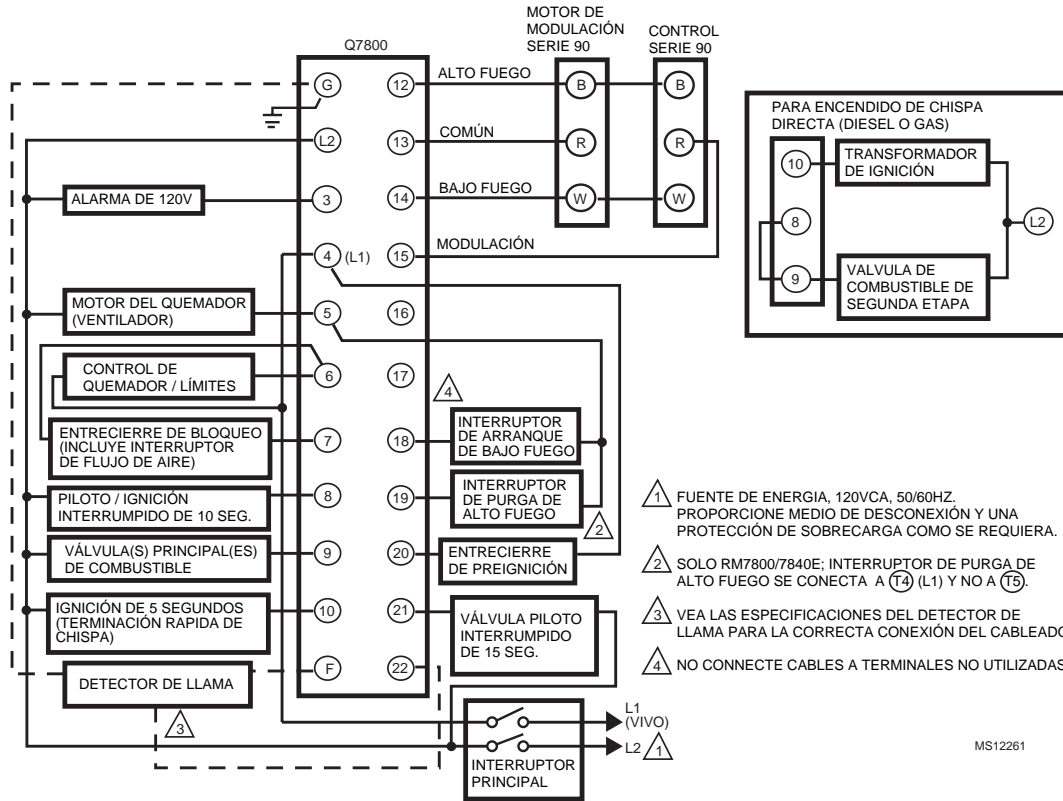 Q7800
MOTOR DE
MODULACIÓN
SERIE 90
CONTROL
SERIE 90
G
L2
3
4
(L1)
5
6
7
8
9
10
F
12
13
14
15
16
17
18
19
20
21
22
ALTO FUEGO
COMÚN
BAJO FUEGO
MODULACIÓN
B
R
W
B
R
W
ALARMA DE 120V
MOTOR DEL QUEMADOR
(VENTILADOR)
CONTROL DE
QUEMADOR / LÍMITES
ENTRECIERRE DE BLOQUEO
(INCLUYE INTERRUPTOR
DE FLUJO DE AIRE)
PILOTO / IGNICIÓN
INTERRUMPIDO DE 10 SEG.
VÁLVULA(S) PRINCIPAL(ES)
DE COMBUSTIBLE
IGNICIÓN DE 5 SEGUNDOS
(TERMINACIÓN RAPIDA DE
CHISPA)
DETECTOR DE LLAMA
3
4
INTERRUPTOR
DE ARRANQUE
DE BAJO FUEGO
INTERRUPTOR
DE PURGA DE
ALTO FUEGO
2
ENTRECIERRE
DE PREIGNICIÓN
VÁLVULA PILOTO
INTERRUMPIDO
DE 15 SEG.
L1
(VIVO)
L2
1
INTERRUPTOR
PRINCIPAL
PARA ENCENDIDO DE CHISPA
DIRECTA (DIESEL O GAS)
10
8
9
TRANSFORMADOR
DE IGNICIÓN
VALVULA DE
COMBUSTIBLE DE
SEGUNDA ETAPA
L2
1 FUENTE DE ENERGIA, 120VCA, 50/60HZ.
PROPORCIONE MEDIO DE DESCONEXIÓN Y UNA
PROTECCIÓN DE SOBRECARGA COMO SE REQUIERA.
2 SOLO RM7800/7840E; INTERRUPTOR DE PURGA DE
ALTO FUEGO SE CONECTA A T4 (L1) Y NO A T5.
3 VEA LAS ESPECIFICACIONES DEL DETECTOR DE
LLAMA PARA LA CORRECTA CONEXIÓN DEL CABLEADO
4 NO CONNECTE CABLES A TERMINALES NO UTILIZADAS
MS12261